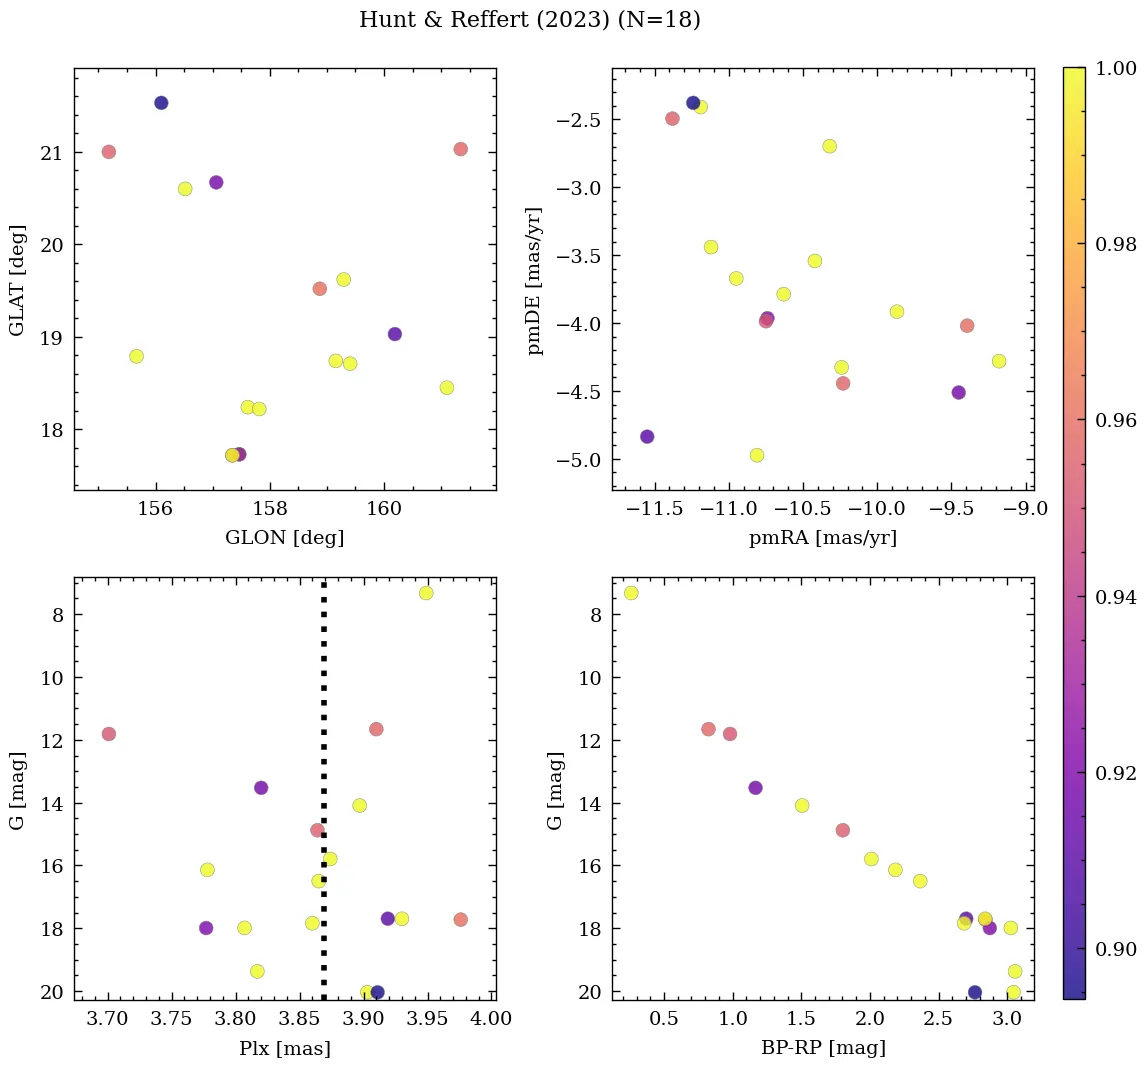 Hunt & Reffert (2023) (N=18)
21
20
19
18
GLAT [deg]
156 158 160
GLON [deg]
−2.5
−3.0
−3.5
−4.0
−4.5
−5.0
pmDE [mas/yr]
−11.5 −11.0 −10.5 −10.0 −9.5 −9.0
pmRA [mas/yr]
8
10
12
14
16
18
20
G [mag]
3.70 3.75 3.80 3.85 3.90 3.95 4.00
Plx [mas]
8
10
12
14
16
18
20
G [mag]
0.5 1.0 1.5 2.0 2.5 3.0
BP-RP [mag]
1.00
0.98
0.96
0.94
0.92
0.90